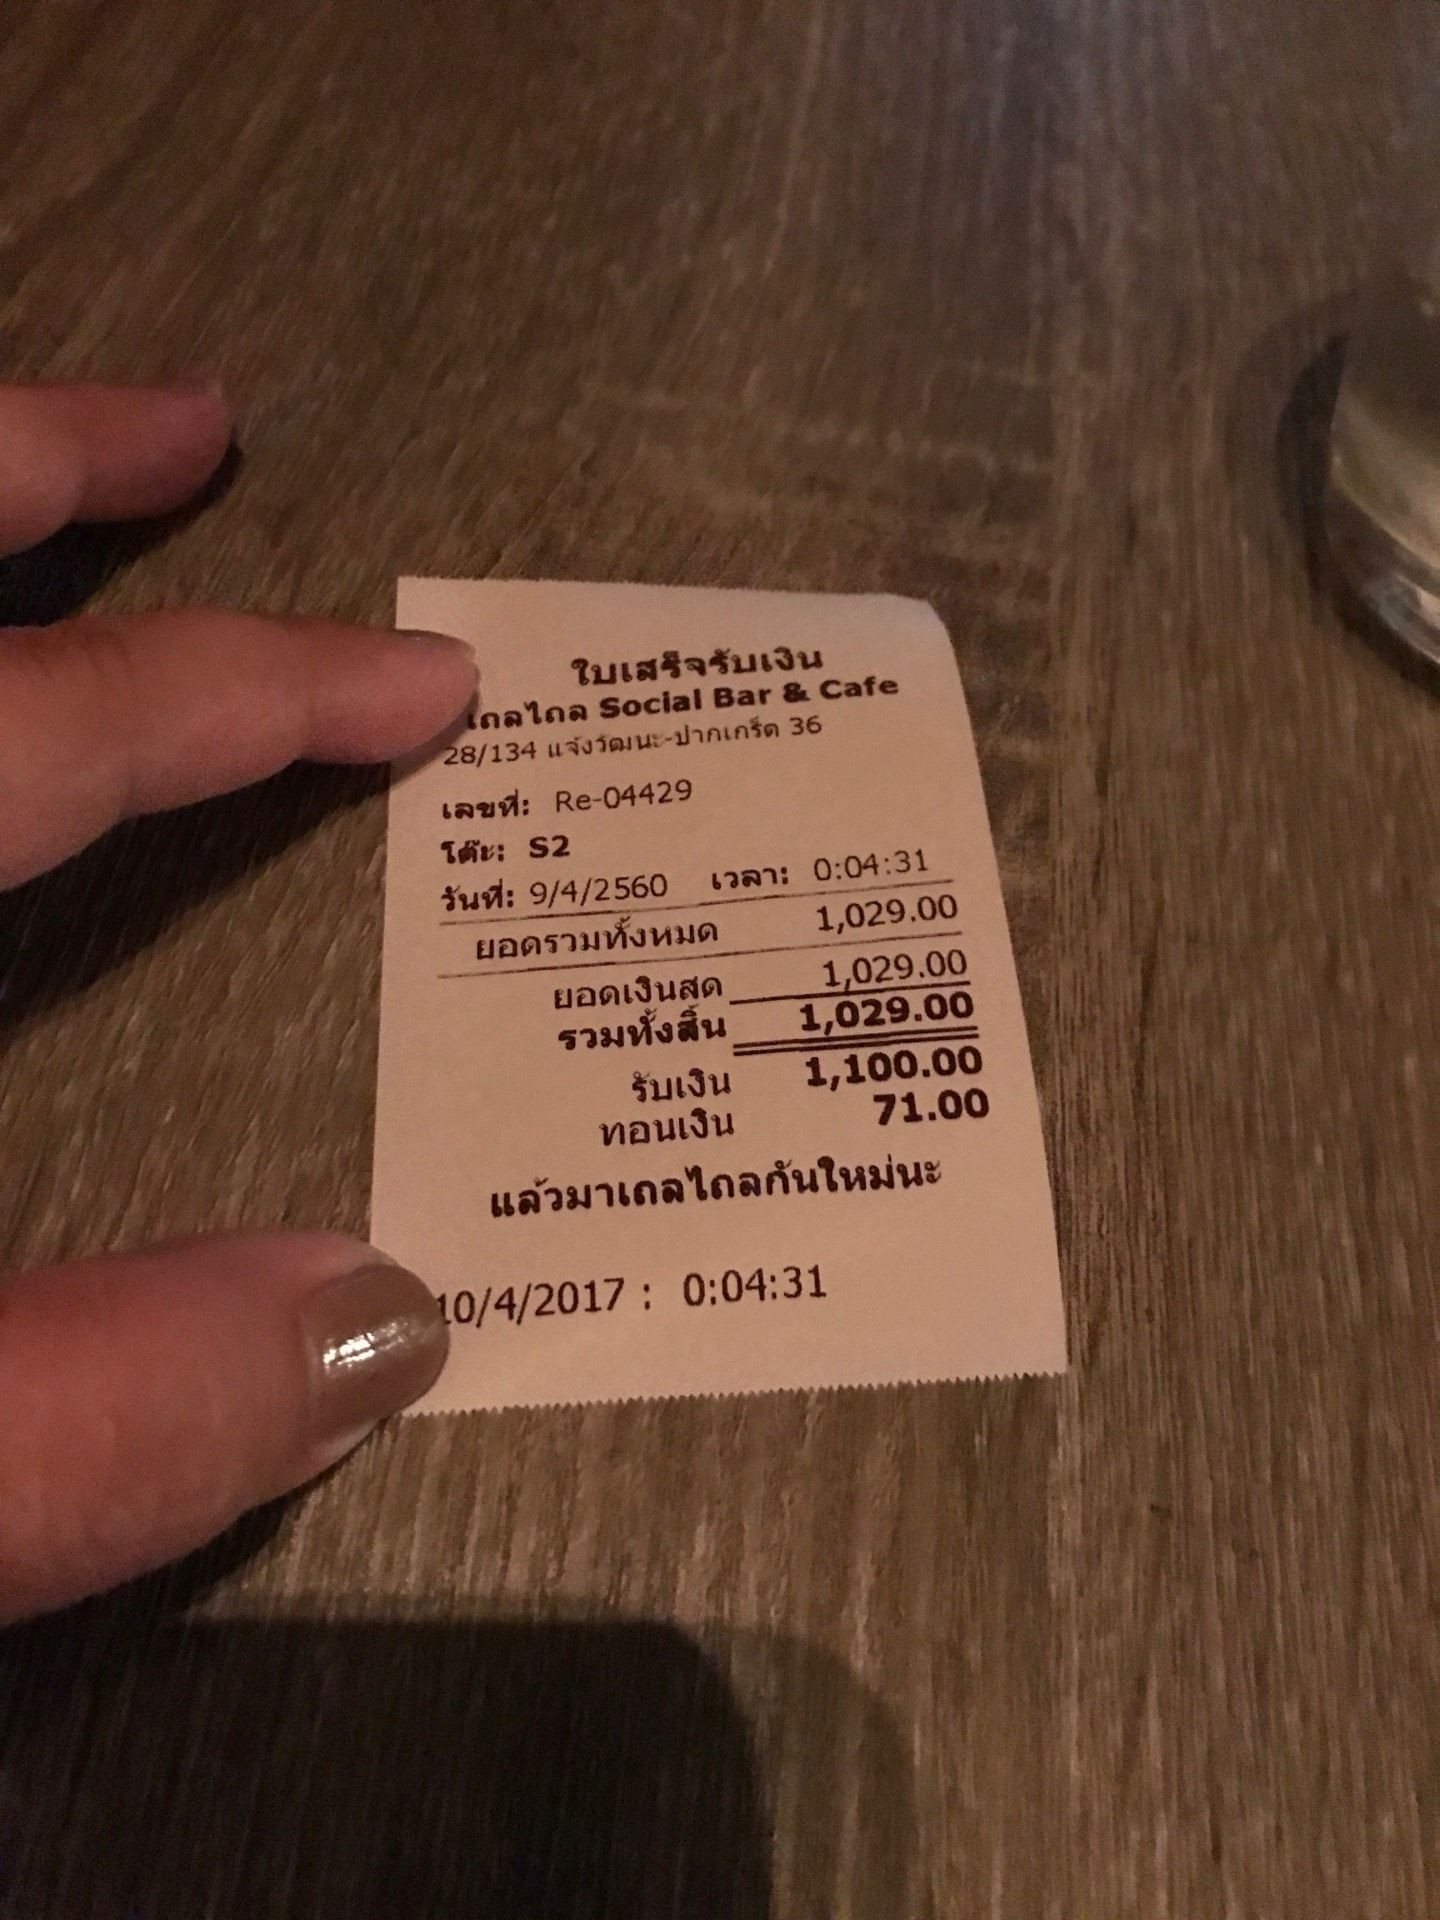 ใบเสร็จรับเงิน
เถลไถล Social Bar & Cafe
28/134 แจ้งวัฒนะ-ปากเกร็ด 36
เลขที่: Re-04429
โต๊ะ: S2
วันที่: 9/4/2560 เวลา: 0:04:31
ยอดรวมทั้งหมด 1,029.00
ยอดเงินสด 1,029.00
รวมทั้งสิ้น 1,029.00
รับเงิน 1,100.00
ทอนเงิน 71.00
แล้วมาเถลไถลกันใหม่นะ
10/4/2017 : 0:04:31